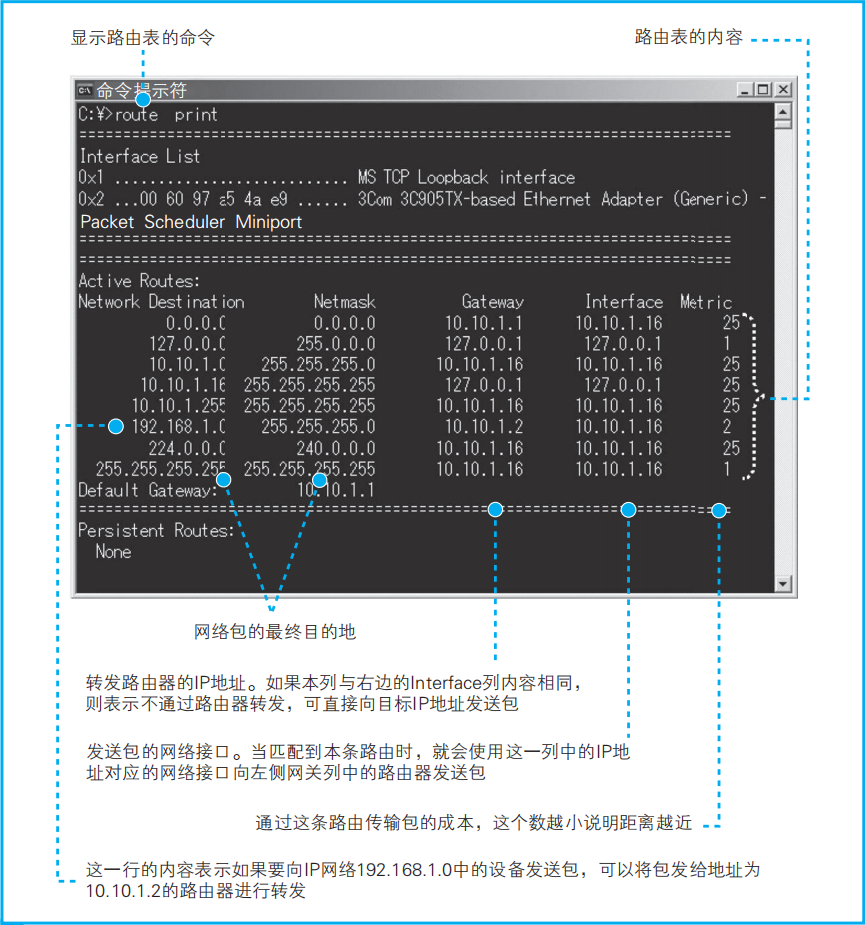 显示路由表的命令
路由表的内容
命令提示符
C:¥>route print
============================================================
Interface List
0x1 ........................... MS TCP Loopback interface
0x2 ...00 60 97 a5 4a e9 ...... 3Com 3C905TX-based Ethernet Adapter (Generic) -
Packet Scheduler Miniport
============================================================
============================================================
Active Routes:
Network Destination Netmask Gateway Interface Metric
0.0.0.0 0.0.0.0 10.10.1.1 10.10.1.16 25
127.0.0.0 255.0.0.0 127.0.0.1 127.0.0.1 1
10.10.1.0 255.255.255.0 10.10.1.16 10.10.1.16 25
10.10.1.16 255.255.255.255 127.0.0.1 127.0.0.1 25
10.10.1.255 255.255.255.255 10.10.1.16 10.10.1.16 25
192.168.1.0 255.255.255.0 10.10.1.2 10.10.1.16 2
224.0.0.0 240.0.0.0 10.10.1.16 10.10.1.16 25
255.255.255.255 255.255.255.255 10.10.1.16 10.10.1.16 1
Default Gateway: 10.10.1.1
============================================================
Persistent Routes:
None
网络包的最终目的地
转发路由器的IP地址。如果本列与右边的Interface列内容相同，
则表示不通过路由器转发，可直接向目标IP地址发送包
发送包的网络接口。当匹配到本条路由时，就会使用这一列中的IP地
址对应的网络接口向左侧网关列中的路由器发送包
通过这条路由传输包的成本，这个数越小说明距离越近
这一行的内容表示如果要向IP网络192.168.1.0中的设备发送包，可以将包发给地址为
10.10.1.2的路由器进行转发